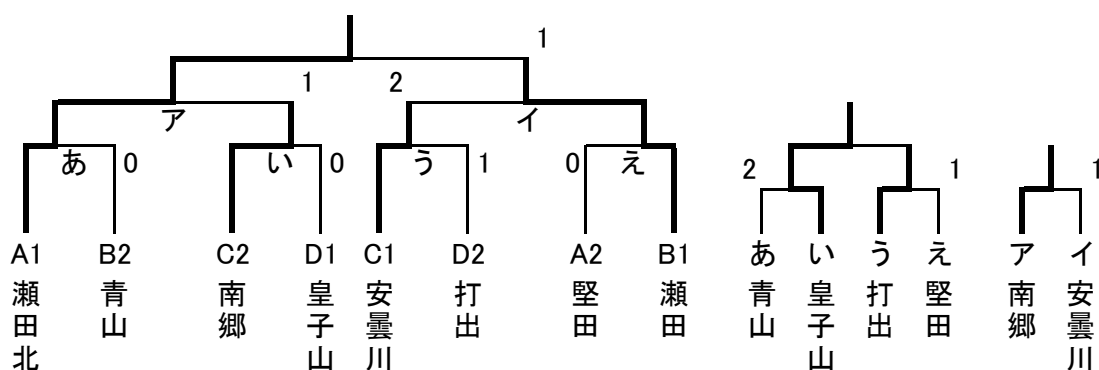 1
1 2
ア イ
あ 0 い 0 う 1 0 え 2 1 1
A1 B2 C2 D1 C1 D2 A2 B1 あ い う え ア イ
瀬田北 青山 南郷 皇子山 安曇川 打出 堅田 瀬田 青山 皇子山 打出 堅田 南郷 安曇川